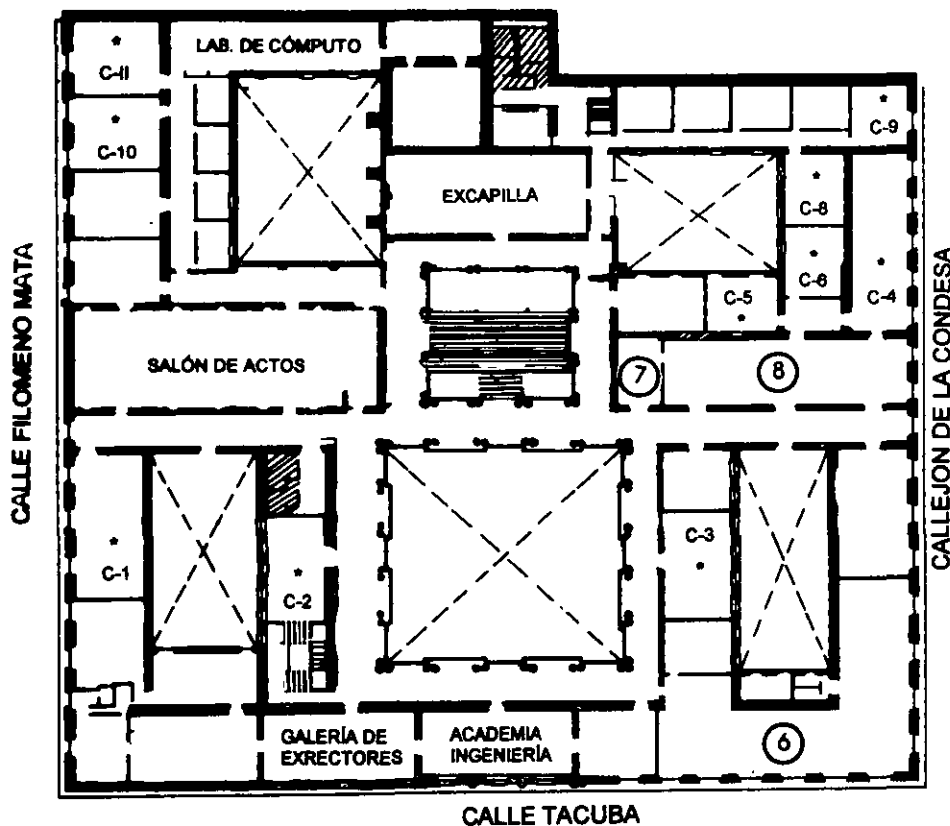 LAB. DE CÓMPUTO
C-11
C-10
C-9
EXCAPILLA
C-8
C-6
C-5
C-4
SALÓN DE ACTOS
7
8
CALLE FILOMENO MATA
CALLEJON DE LA CONDESA
C-1
C-2
C-3
GALERÍA DE
EXRECTORES
ACADEMIA
INGENIERÍA
6
CALLE TACUBA